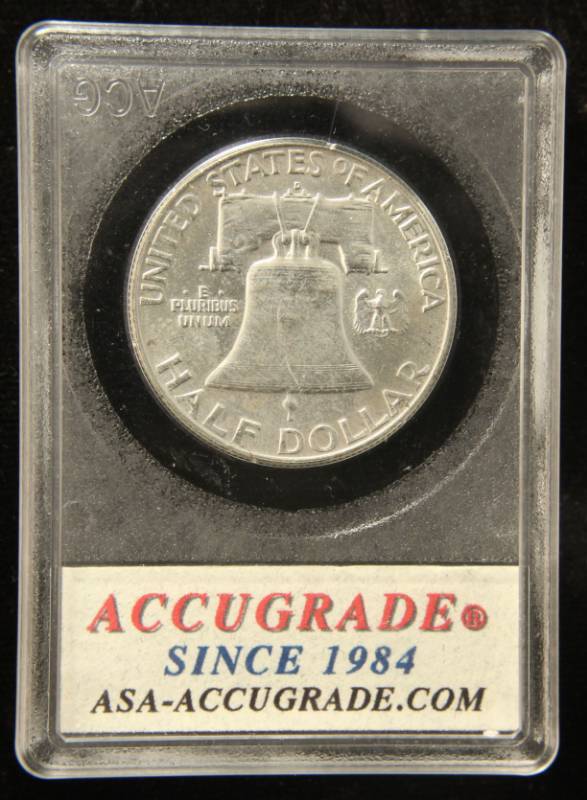 ACG
UNITED STATES OF AMERICA
E
PLURIBUS
UNUM
HALF DOLLAR
ACCUGRADE®
SINCE 1984
ASA-ACCUGRADE.COM